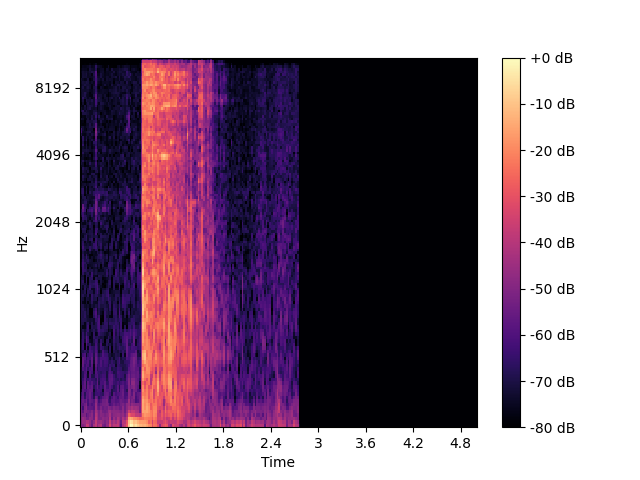 +0 dB
8192
-10 dB
4096
-20 dB
-30 dB
2048
Hz
-40 dB
1024
-50 dB
512
-60 dB
-70 dB
0
-80 dB
0 0.6 1.2 1.8 2.4 3 3.6 4.2 4.8
Time